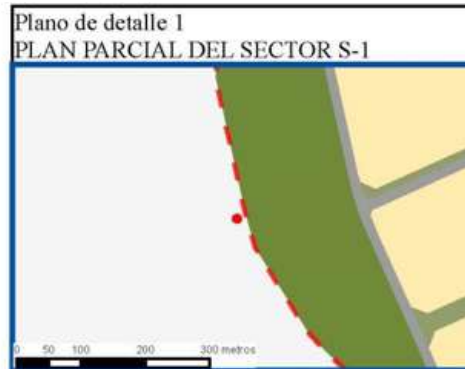 Plano de detalle 1
PLAN PARCIAL DEL SECTOR S-1
0 50 100 200 300 metros